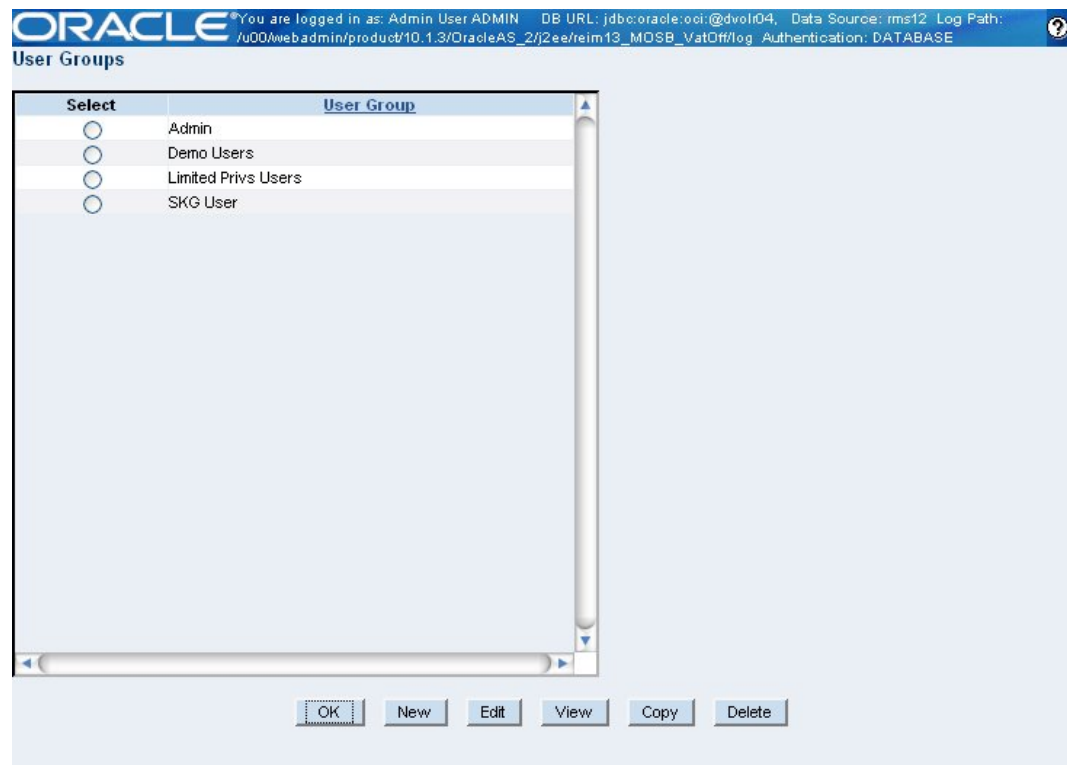 ORACLE® You are logged in as: Admin User ADMIN DB URL: jdbc:oracle:oci:@dvolr04, Data Source: rms12 Log Path:
/u00/webadmin/product/10.1.3/OracleAS_2/j2ee/reim13_MOSB_VatOff/log Authentication: DATABASE
?
User Groups
Select User Group
Admin
Demo Users
Limited Privs Users
SKG User
OK New Edit View Copy Delete